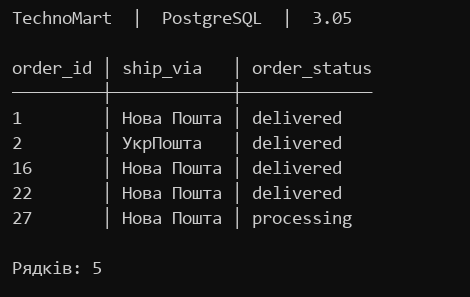 TechnoMart | PostgreSQL | 3.05
order_id | ship_via | order_status
1 | Нова Пошта | delivered
2 | УкрПошта | delivered
16 | Нова Пошта | delivered
22 | Нова Пошта | delivered
27 | Нова Пошта | processing
Рядків: 5